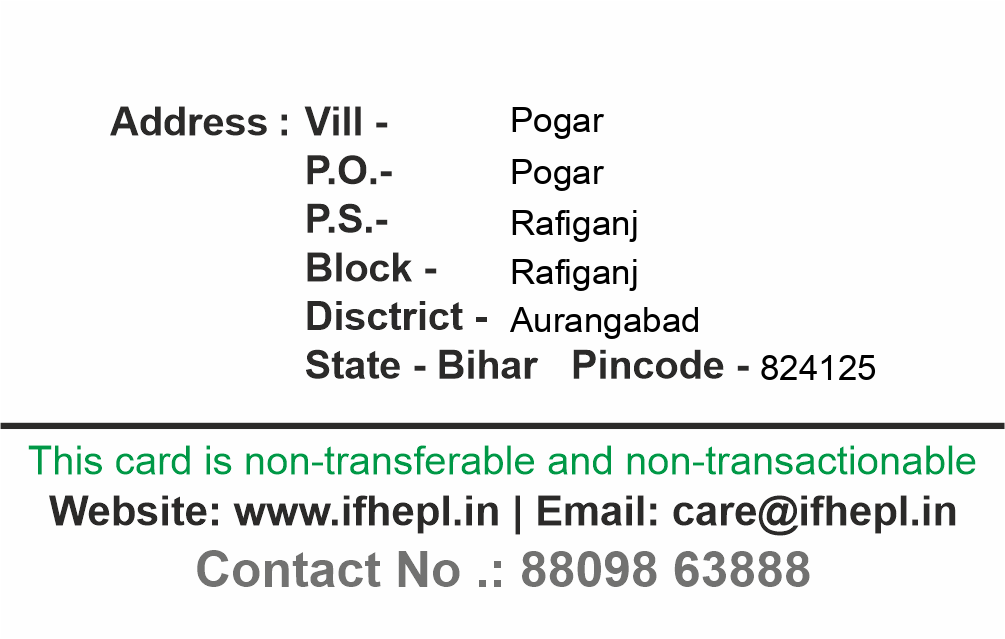 Address : Vill - Pogar
P.O.- Pogar
P.S.- Rafiganj
Block - Rafiganj
Disctrict - Aurangabad
State - Bihar Pincode - 824125
This card is non-transferable and non-transactionable
Website: www.ifhepl.in | Email: care@ifhepl.in
Contact No .: 88098 63888